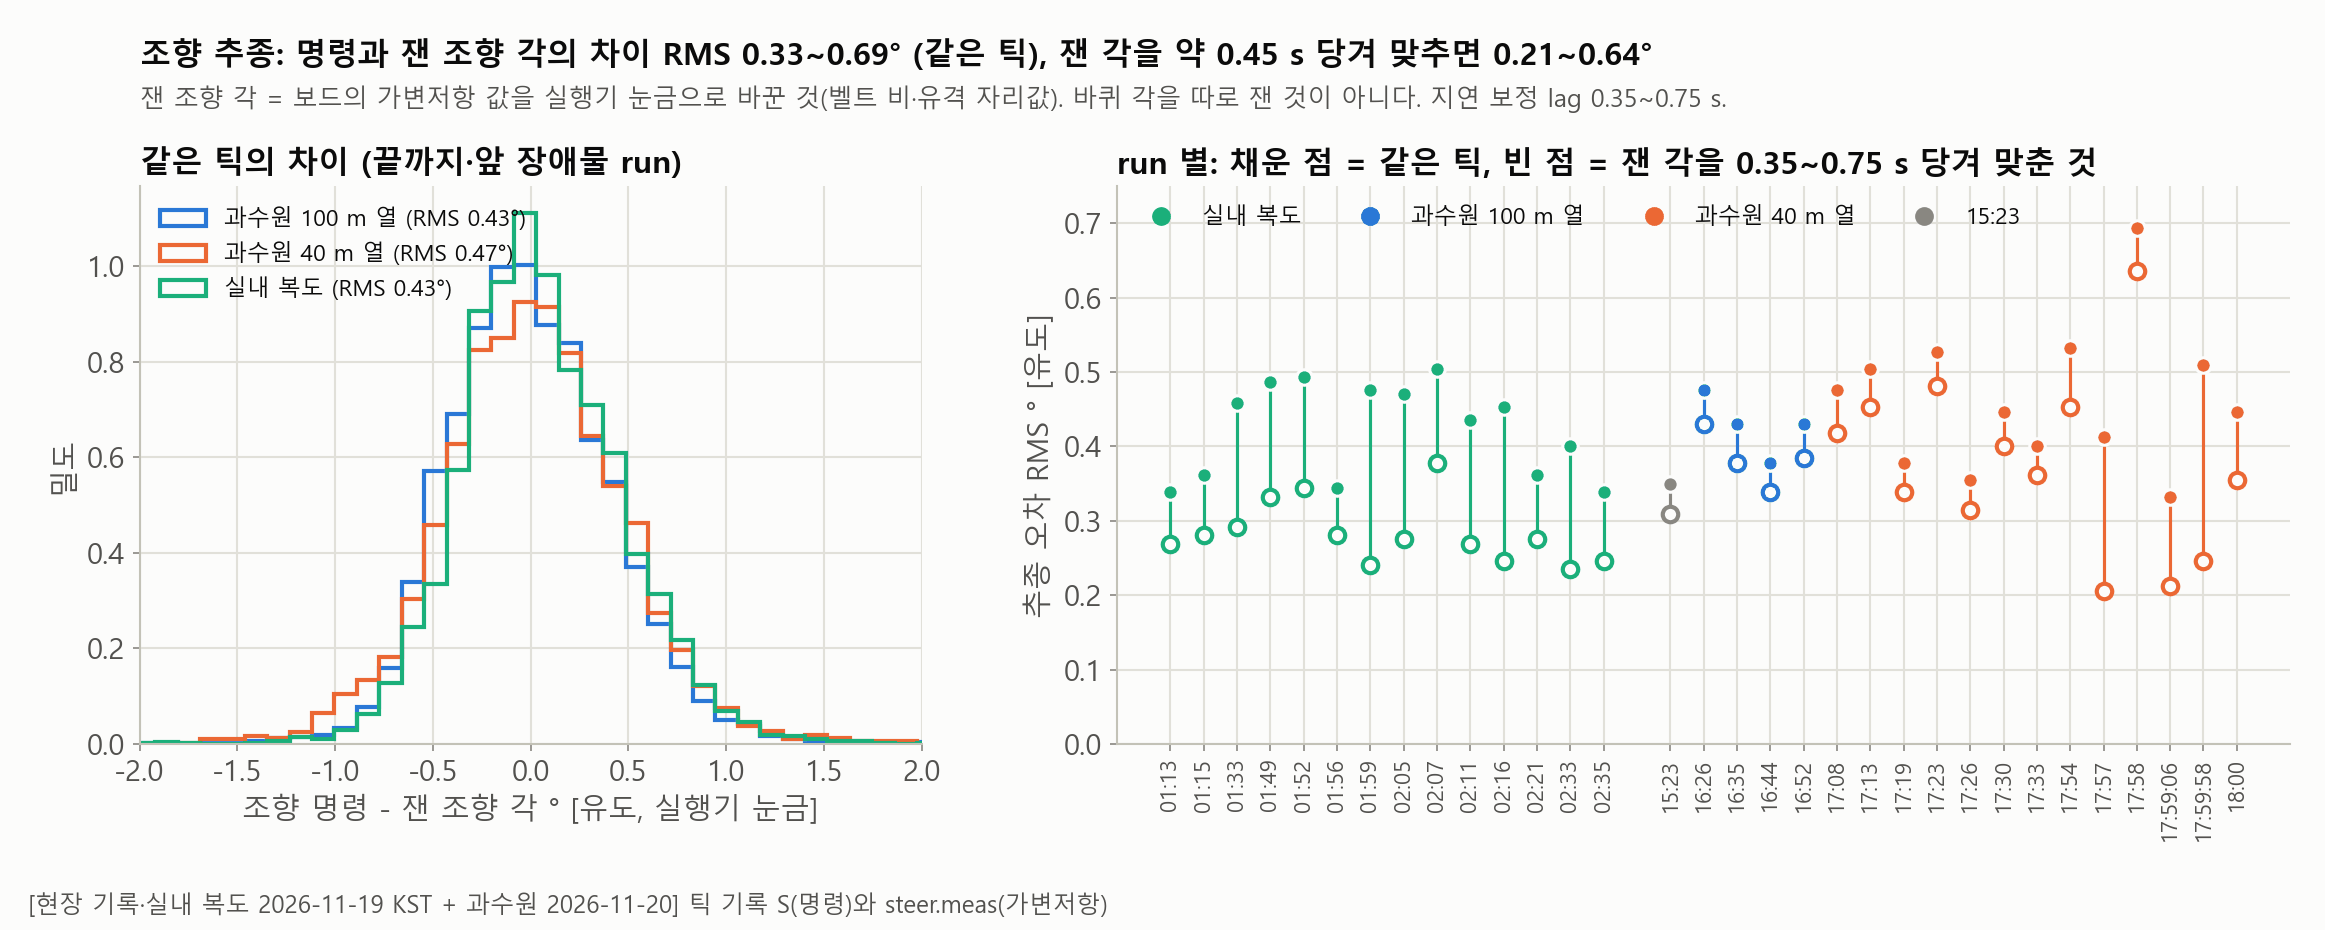 조향 추종: 명령과 잰 조향 각의 차이 RMS 0.33~0.69° (같은 틱), 잰 각을 약 0.45 s 당겨 맞추면 0.21~0.64°
잰 조향 각 = 보드의 가변저항 값을 실행기 눈금으로 바꾼 것(벨트 비·유격 자리값). 바퀴 각을 따로 잰 것이 아니다. 지연 보정 lag 0.35~0.75 s.
같은 틱의 차이 (끝까지·앞 장애물 run)
과수원 100 m 열 (RMS 0.43°)
과수원 40 m 열 (RMS 0.47°)
실내 복도 (RMS 0.43°)
밀도
1.0
0.8
0.6
0.4
0.2
0.0
-2.0 -1.5 -1.0 -0.5 0.0 0.5 1.0 1.5 2.0
조향 명령 - 잰 조향 각 ° [유도, 실행기 눈금]
run 별: 채운 점 = 같은 틱, 빈 점 = 잰 각을 0.35~0.75 s 당겨 맞춘 것
실내 복도 과수원 100 m 열 과수원 40 m 열 15:23
추종 오차 RMS ° [유도]
0.7
0.6
0.5
0.4
0.3
0.2
0.1
0.0
01:13 01:15 01:33 01:49 01:52 01:56 01:59 02:05 02:07 02:11 02:16 02:21 02:33 02:35 15:23 16:26 16:35 16:44 16:52 17:08 17:13 17:19 17:23 17:26 17:30 17:33 17:54 17:57 17:58 17:59:06 17:59:58 18:00
[현장 기록·실내 복도 2026-11-19 KST + 과수원 2026-11-20] 틱 기록 S(명령)와 steer.meas(가변저항)